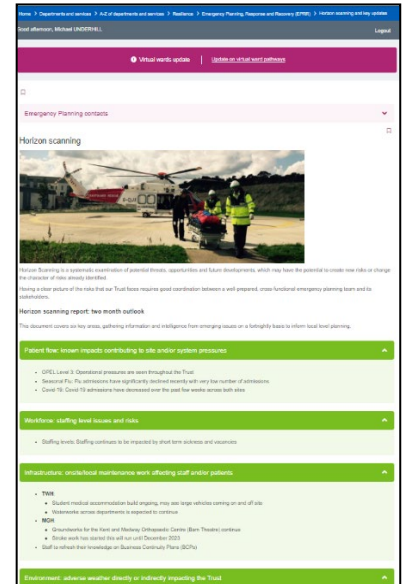 Home > Departments and services > A-Z of departments and services > Resilience > Emergency Planning, Response and Recovery (EPRR) > Horizon scanning and key updates
Good afternoon, Michael UNDERHILL
Logout
Virtual wards update | Update on virtual ward pathways
Emergency Planning contacts
Horizon scanning
Horizon Scanning is a systematic examination of potential threats, opportunities and future developments, which may have the potential to create new risks or change
the character of risks already identified.
Having a clear picture of the risks that our Trust faces requires good coordination between a well-prepared, cross-functional emergency planning team and its
stakeholders.
Horizon scanning report: two month outlook
This document covers six key areas, gathering information and intelligence from emerging issues on a fortnightly basis to inform local level planning.
Patient flow: known impacts contributing to site and/or system pressures
OPEL Level 3: Operational pressures are seen throughout the Trust
Seasonal Flu: Flu admissions have significantly declined recently with very low number of admissions
Covid 19: Covid-19 admissions have decreased over the past few weeks across both sites
Workforce: staffing level issues and risks
Staffing levels: Staffing continues to be impacted by short term sickness and vacancies
Infrastructure: onsite/local maintenance work affecting staff and/or patients
TWH
Student medical accommodation build ongoing, may see large vehicles coming on and off site
Waterworks across departments is expected to continue
MGH
Groundworks for the Kent and Medway Orthopaedic Centre (Barn Theatre) continue
Smoke work has started this will run until December 2023
Staff to refresh their knowledge on Business Continuity Plans (BCPs)
Environment: adverse weather directly or indirectly impacting the Trust